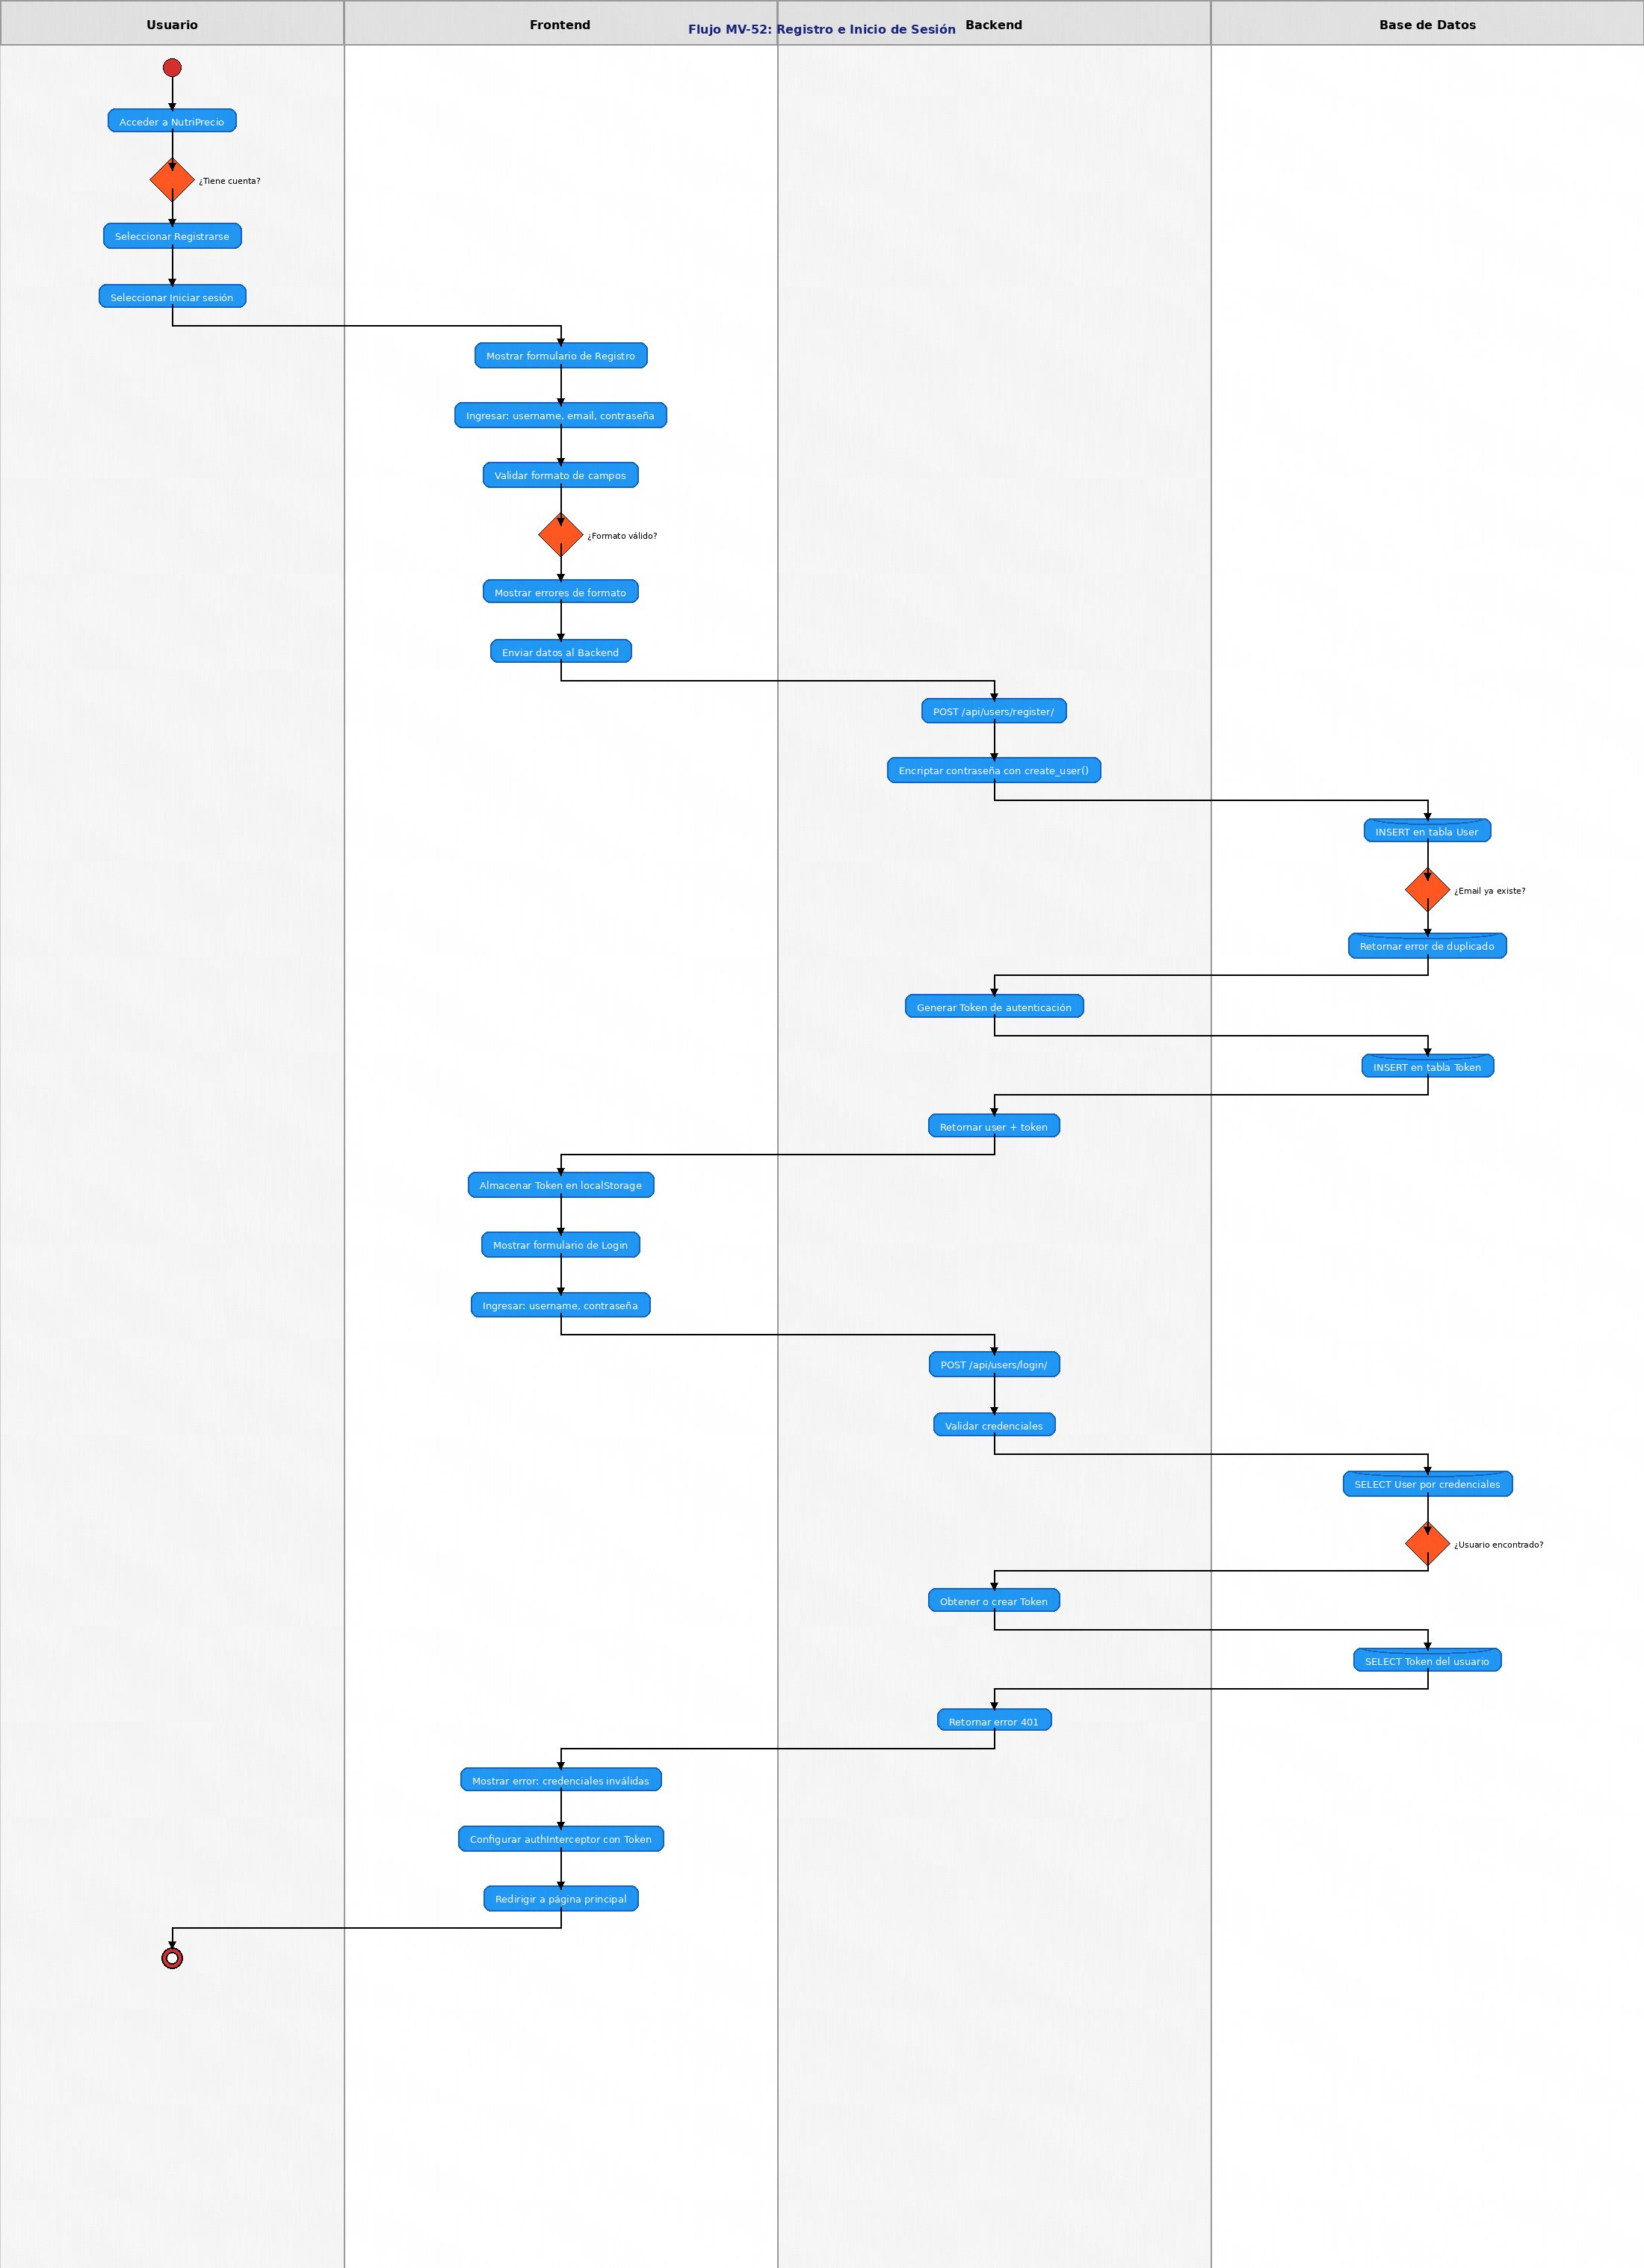 Usuario
Frontend
Flujo MV-52: Registro e Inicio de Sesión
Backend
Base de Datos
Acceder a NutriPrecio
¿Tiene cuenta?
Seleccionar Registrarse
Seleccionar Iniciar sesión
Mostrar formulario de Registro
Ingresar: username, email, contraseña
Validar formato de campos
¿Formato válido?
Mostrar errores de formato
Enviar datos al Backend
POST /api/users/register/
Encriptar contraseña con create_user()
INSERT en tabla User
¿Email ya existe?
Retornar error de duplicado
Generar Token de autenticación
INSERT en tabla Token
Retornar user + token
Almacenar Token en localStorage
Mostrar formulario de Login
Ingresar: username, contraseña
POST /api/users/login/
Validar credenciales
SELECT User por credenciales
¿Usuario encontrado?
Obtener o crear Token
SELECT Token del usuario
Retornar error 401
Mostrar error: credenciales inválidas
Configurar authInterceptor con Token
Redirigir a página principal